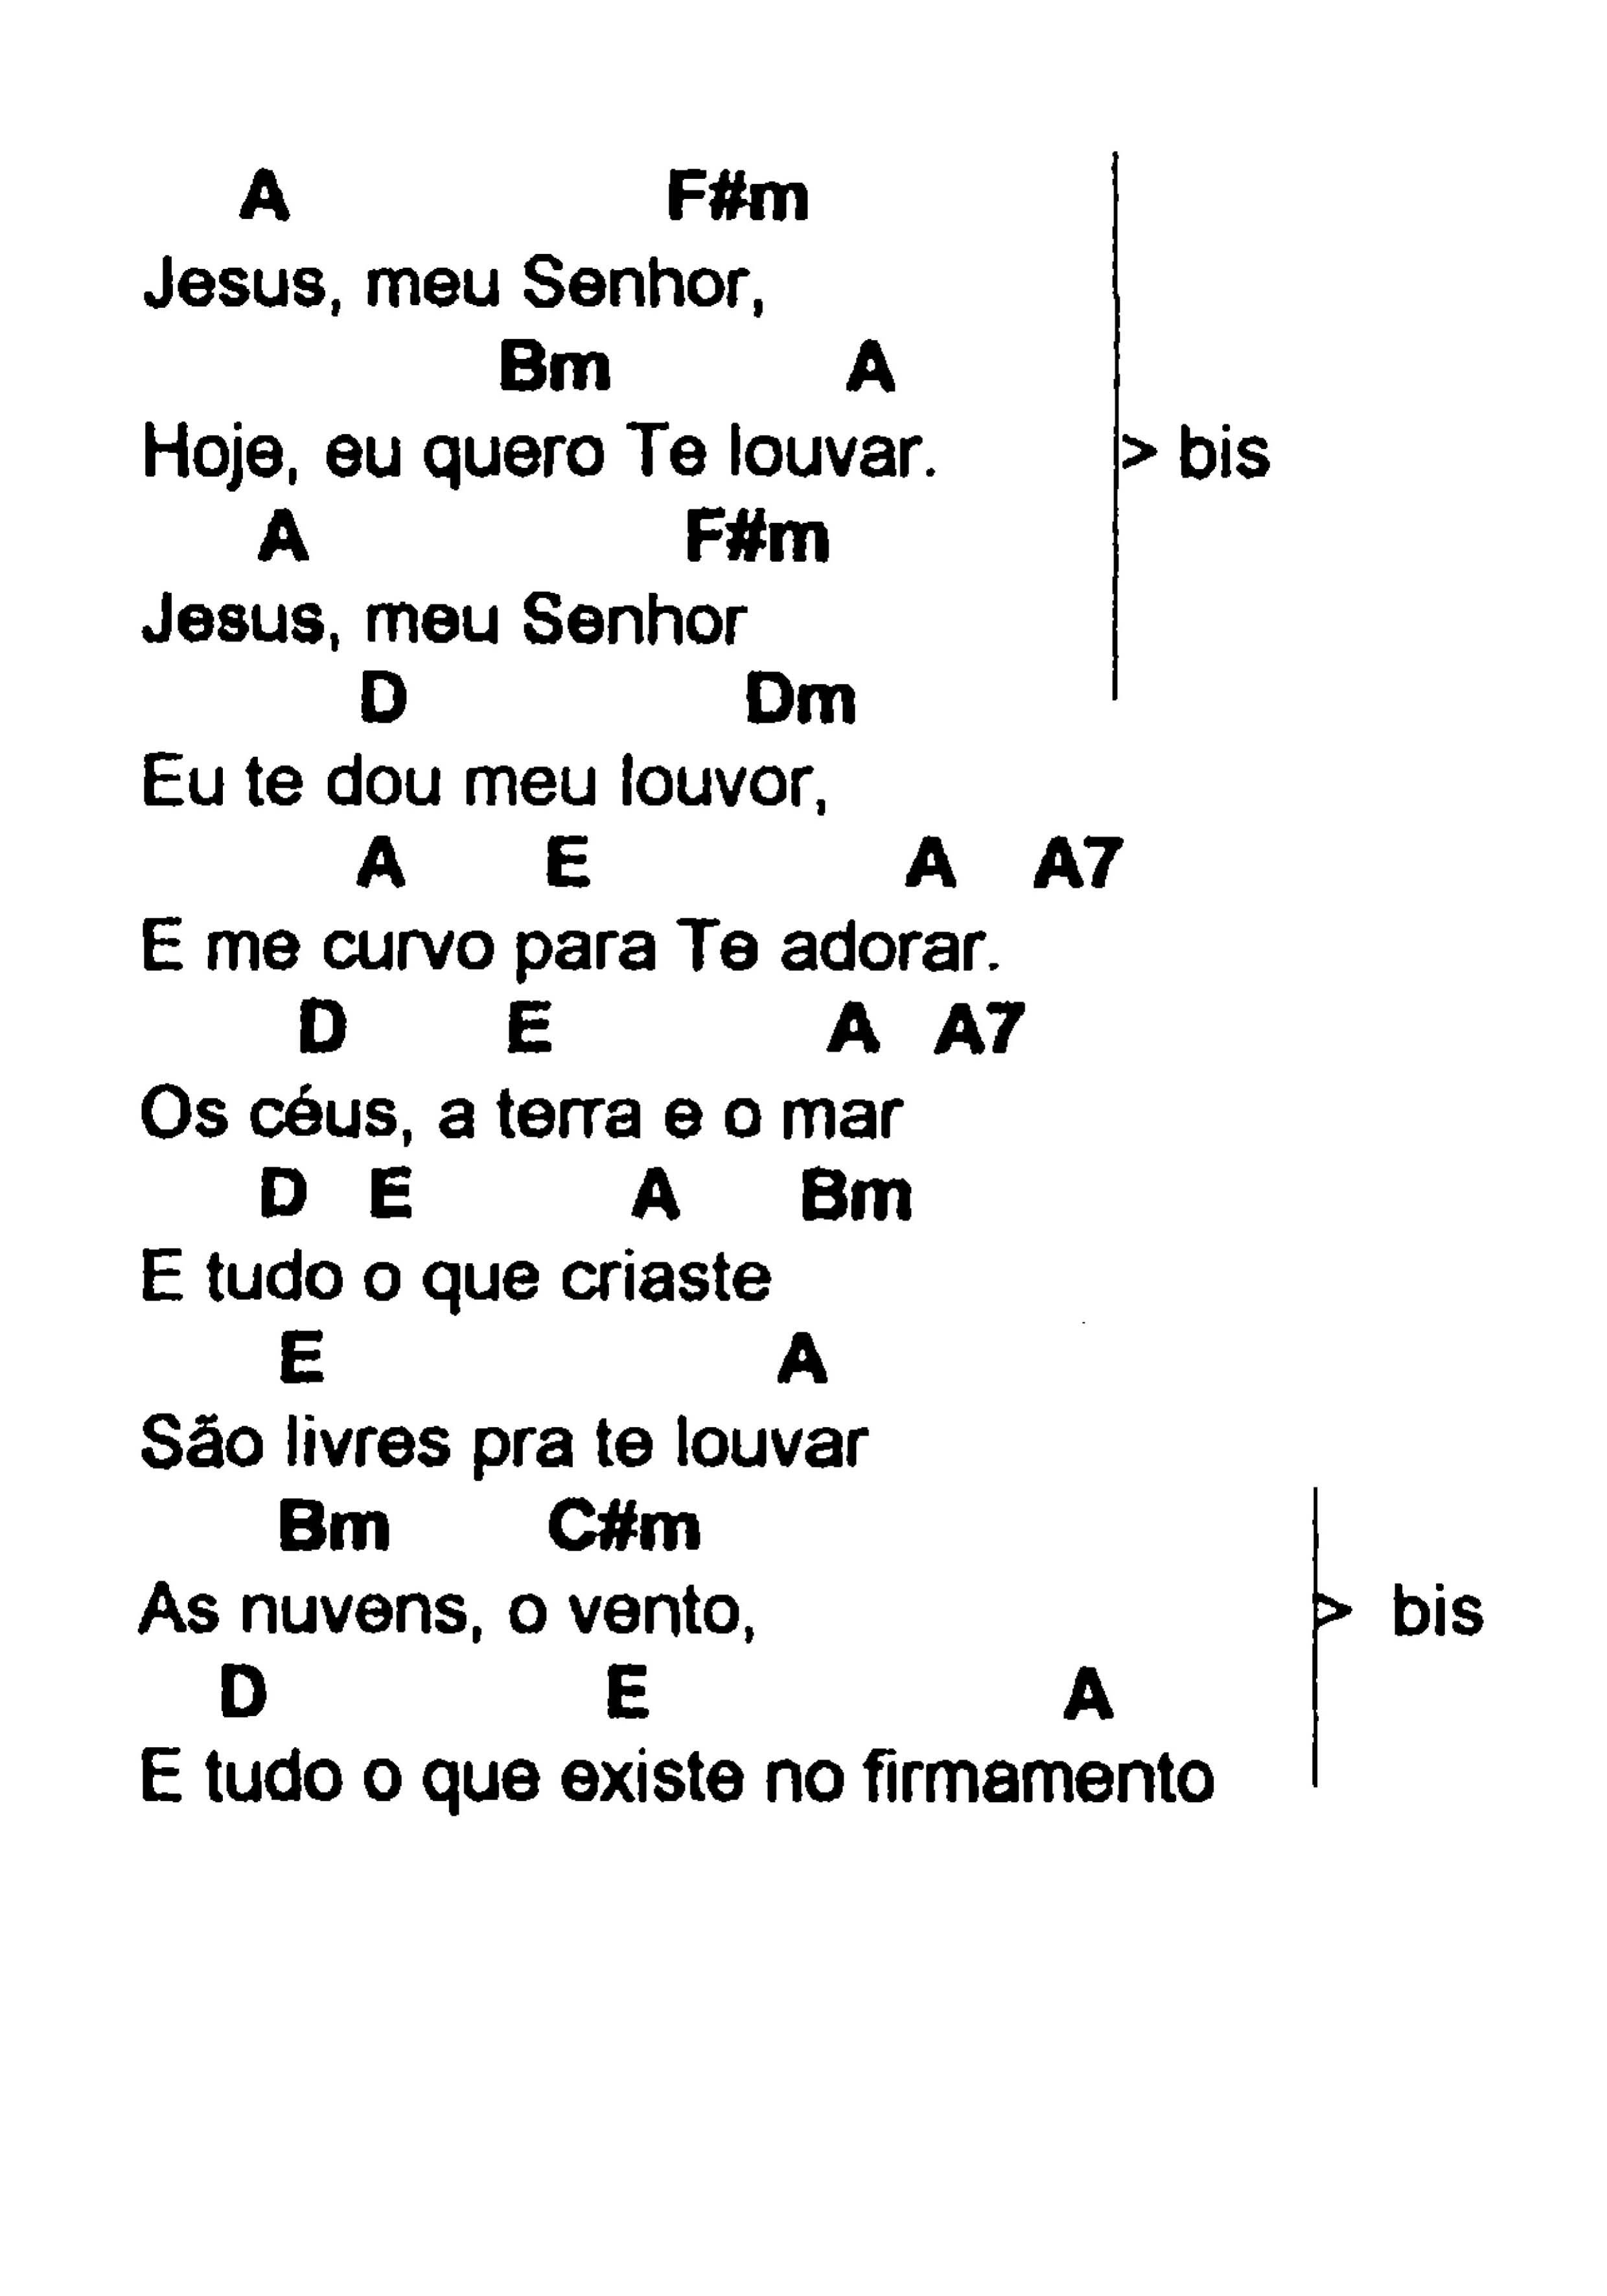 A F#m
Jesus, meu Senhor,
Bm A
Hoje, eu quero Te louvar. > bis
A F#m
Jesus, meu Senhor
D Dm
Eu te dou meu louvor,
A E A A7
E me curvo para Te adorar.
D E A A7
Os céus, a terra e o mar
D E A Bm
E tudo o que criaste
E A
São livres pra te louvar
Bm C#m
As nuvens, o vento, > bis
D E A
E tudo o que existe no firmamento